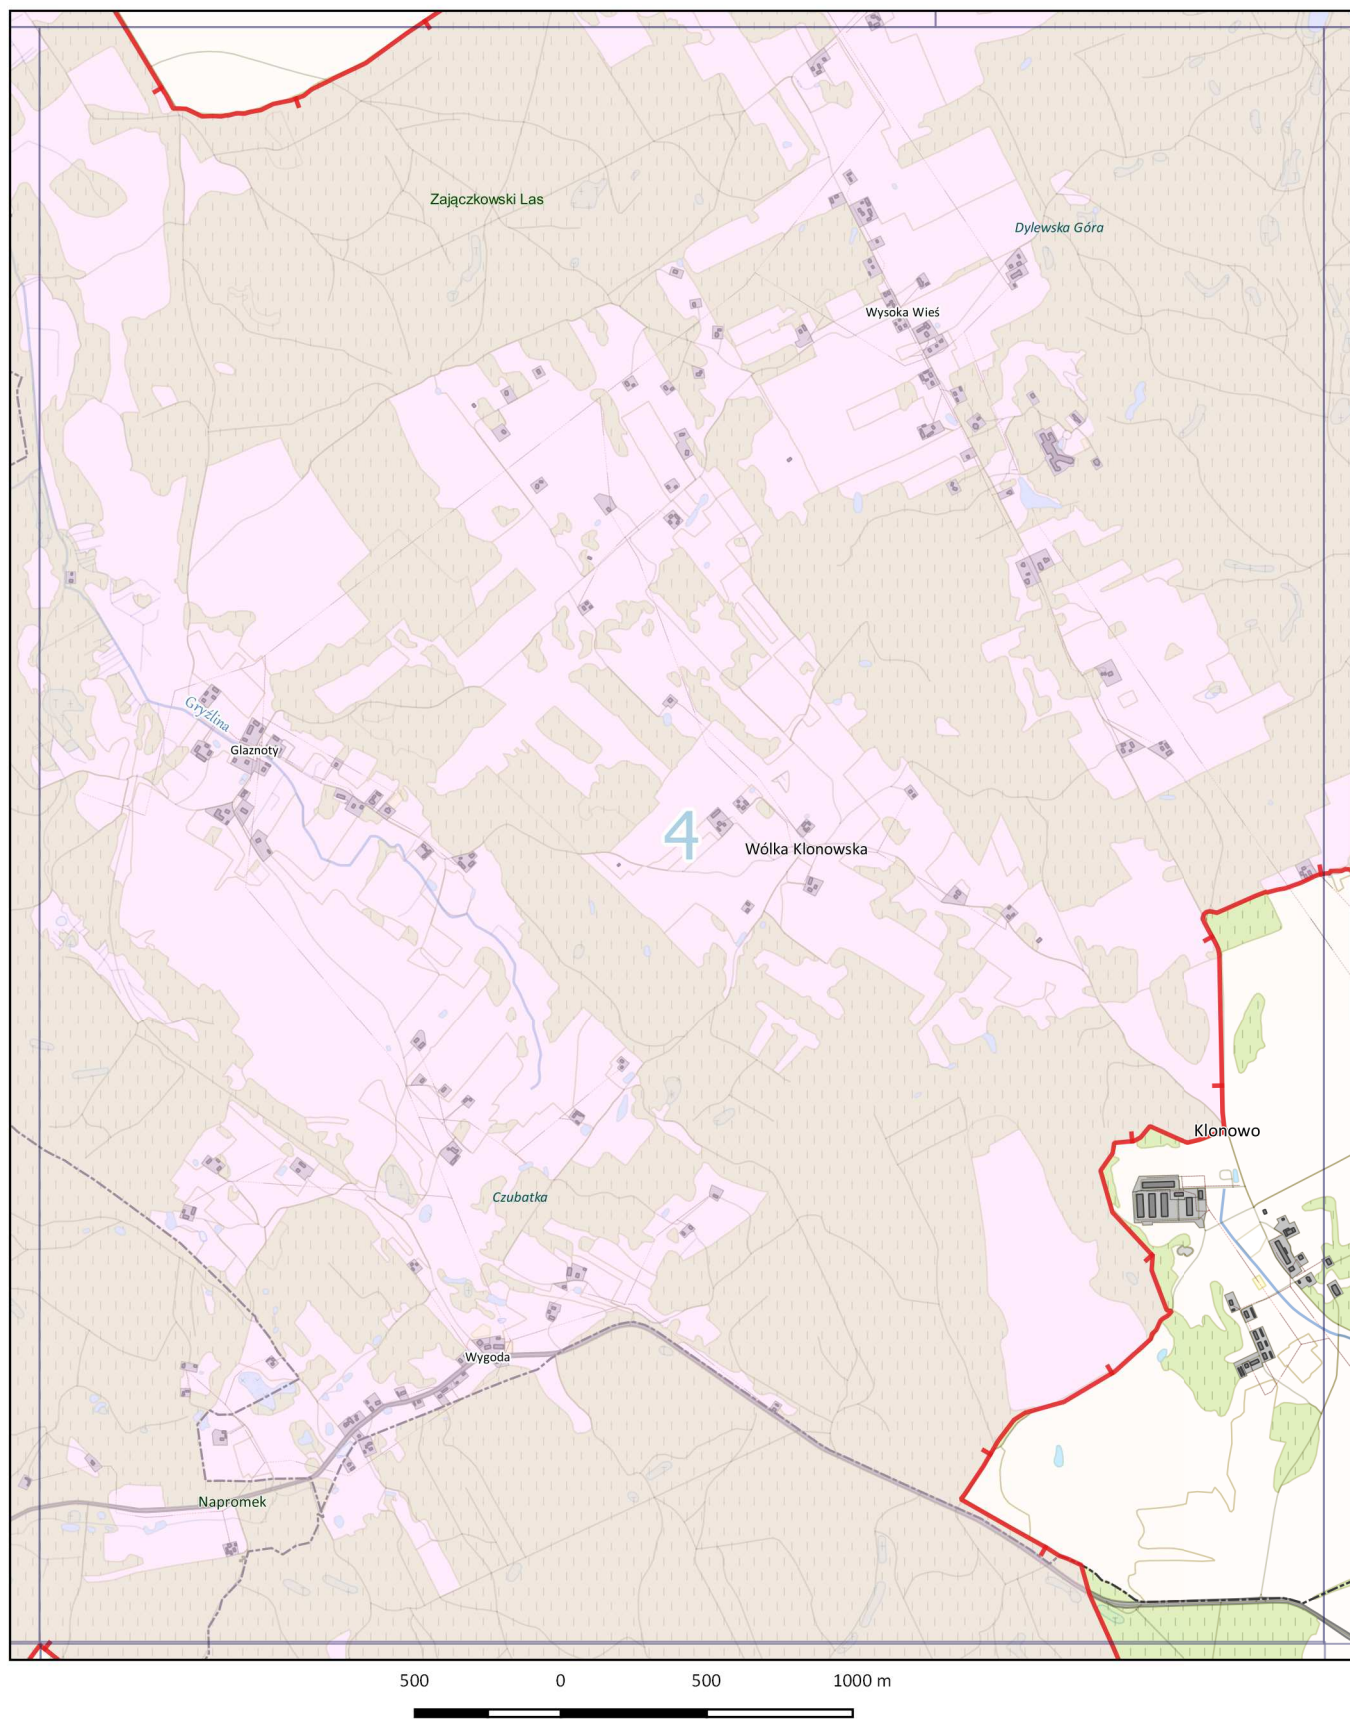 Zajączkowski Las
Dylewska Góra
Wysoka Wieś
Gryźlina
Glaznoty
4
Wólka Klonowska
Klonowo
Czubatka
Wygoda
Napromek
500 0 500 1000 m